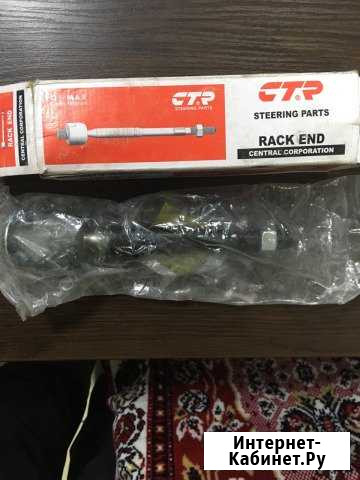 CTR
STEERING PARTS
RACK END
CENTRAL CORPORATION
CTR
STEERING PARTS
RACK END
CENTRAL CORPORATION
Интернет-
Кабинет.Ру